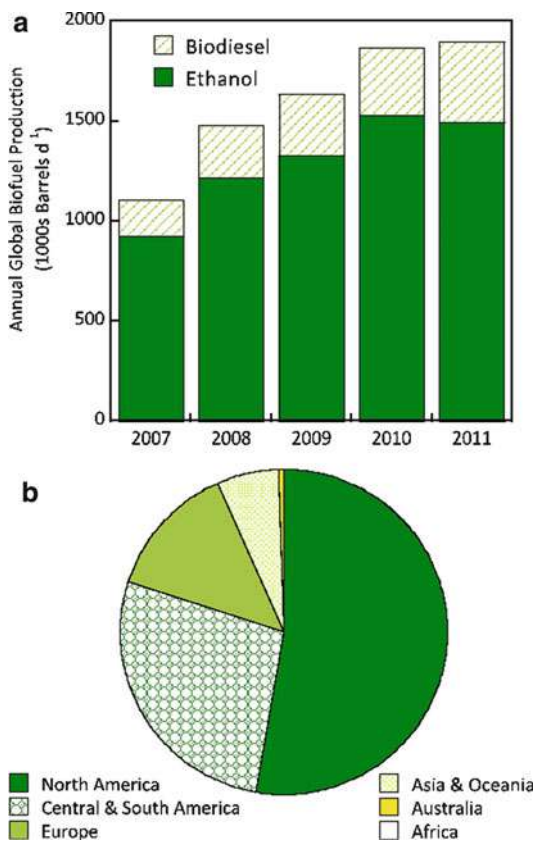 a
2000
Biodiesel
Ethanol
1500
1000
500
0
Annual Global Biofuel Production
(1000s Barrels d ¹)
2007 2008 2009 2010 2011
b
North America
Central & South America
Europe
Asia & Oceania
Australia
Africa